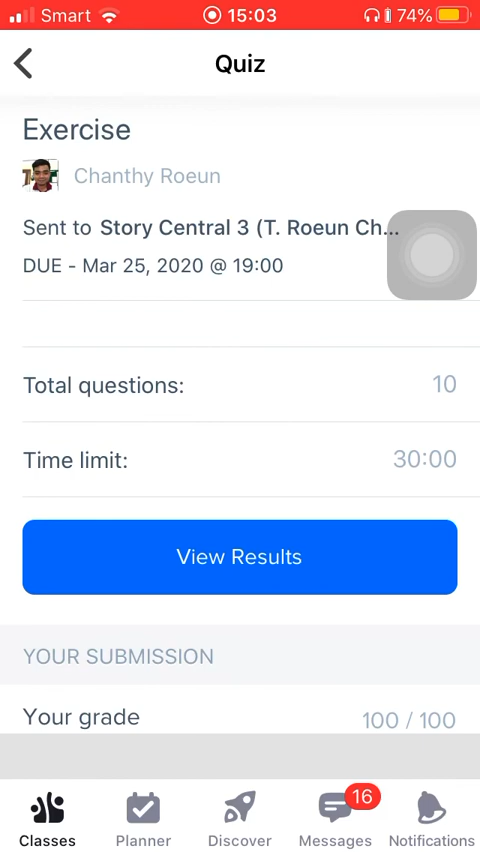 Smart 15:03 74%
Quiz
Exercise
Chanthy Roeun
Sent to Story Central 3 (T. Roeun Ch...
DUE - Mar 25, 2020 @ 19:00
Total questions: 10
Time limit: 30:00
View Results
YOUR SUBMISSION
Your grade 100 / 100
16
Classes Planner Discover Messages Notifications